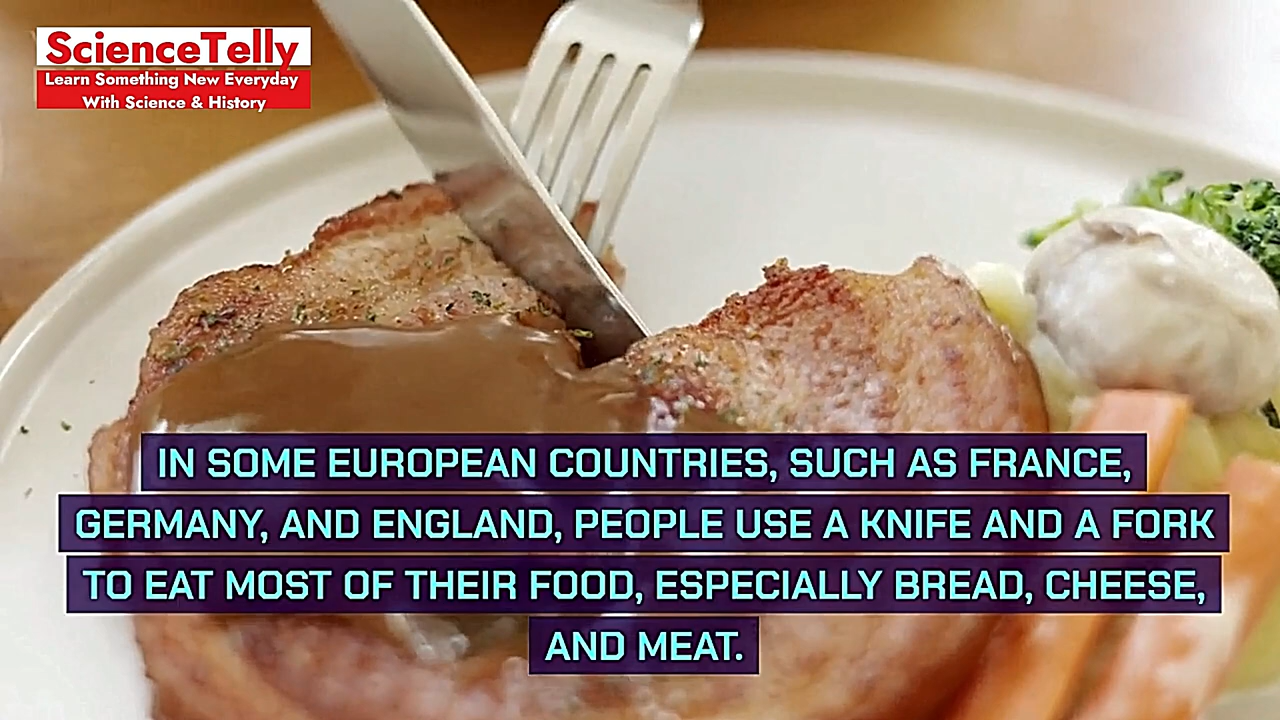 ScienceTelly
Learn Something New Everyday
With Science & History
IN SOME EUROPEAN COUNTRIES, SUCH AS FRANCE,
GERMANY, AND ENGLAND, PEOPLE USE A KNIFE AND A FORK
TO EAT MOST OF THEIR FOOD, ESPECIALLY BREAD, CHEESE,
AND MEAT.